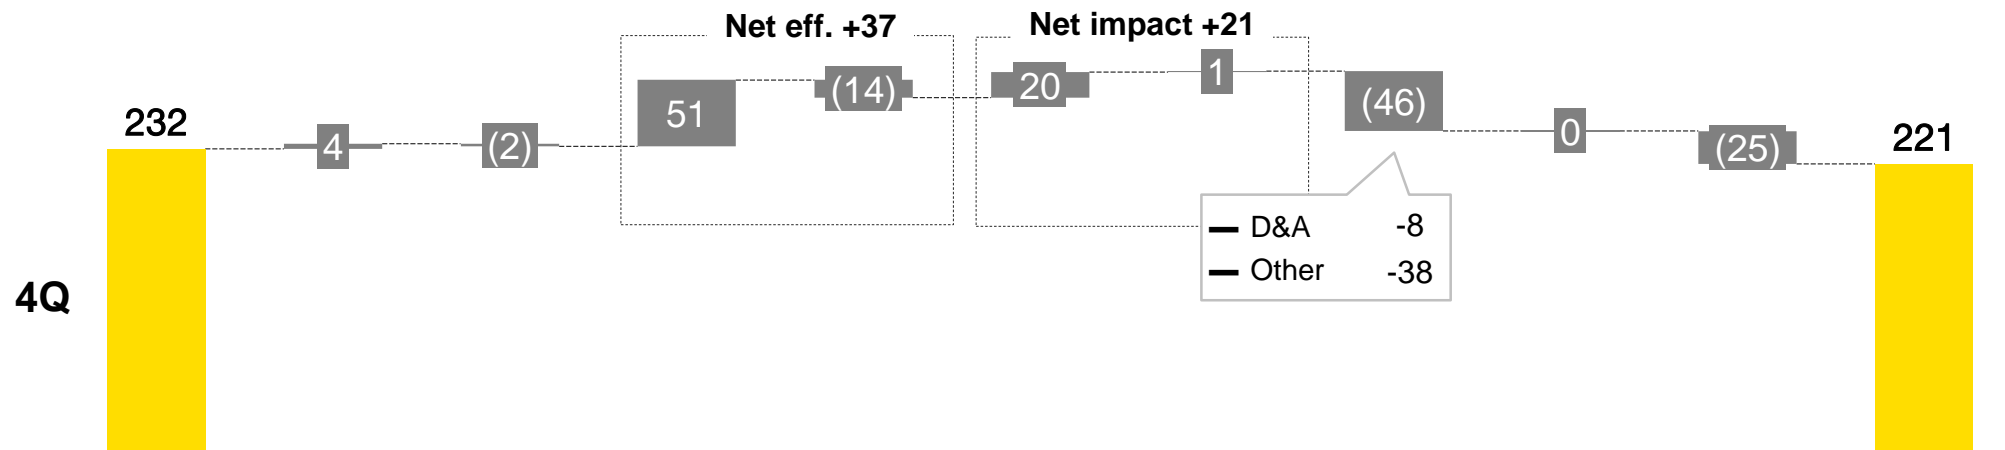 Net eff. +37
Net impact +21
232
4
(2)
51
(14)
20
1
(46)
0
(25)
221
D&A -8
Other -38
4Q